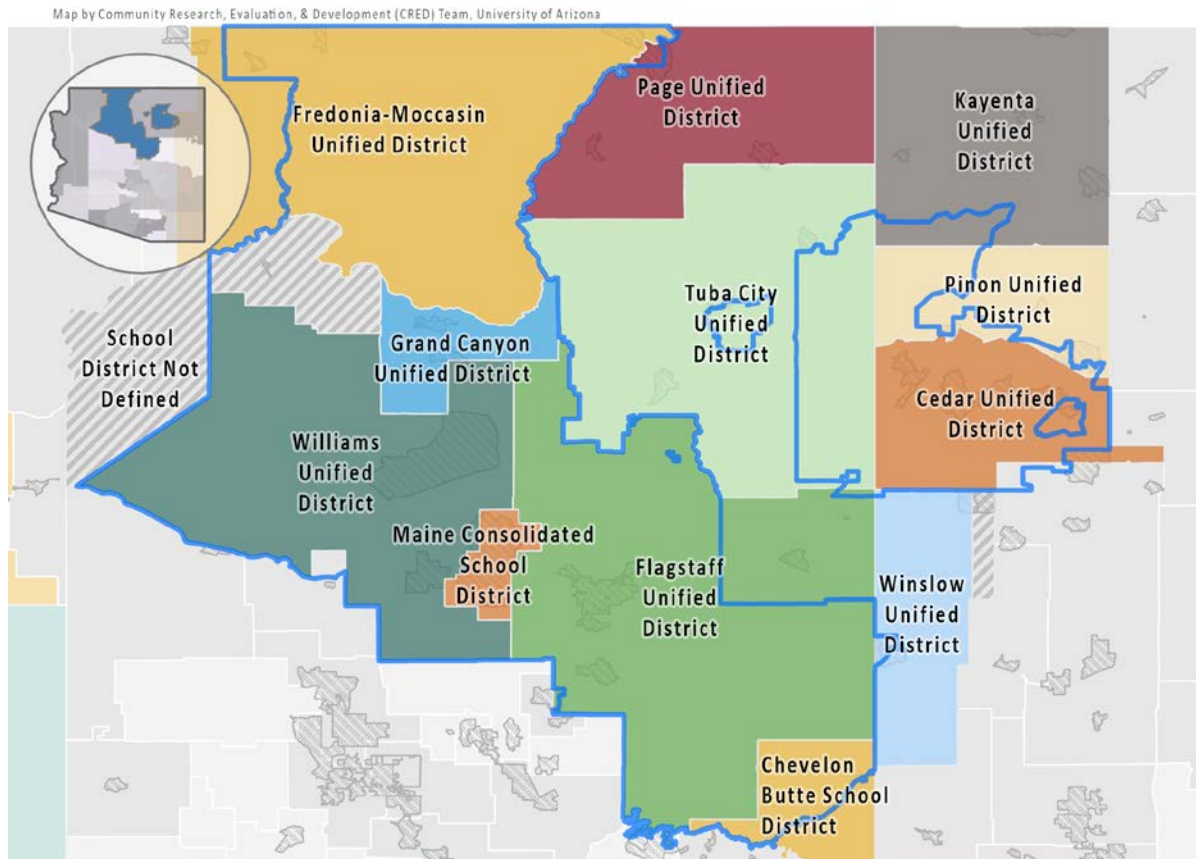 Map by Community Research, Evaluation, & Development (CRED) Team, University of Arizona
Fredonia-Moccasin
Unified District
Page Unified
District
Kayenta
Unified
District
School
District Not
Defined
Grand Canyon
Unified District
Tuba City
Unified
District
Pinon Unified
District
Cedar Unified
District
Williams
Unified
District
Maine Consolidated
School
District
Flagstaff
Unified
District
Winslow
Unified
District
Chevelon
Butte School
District